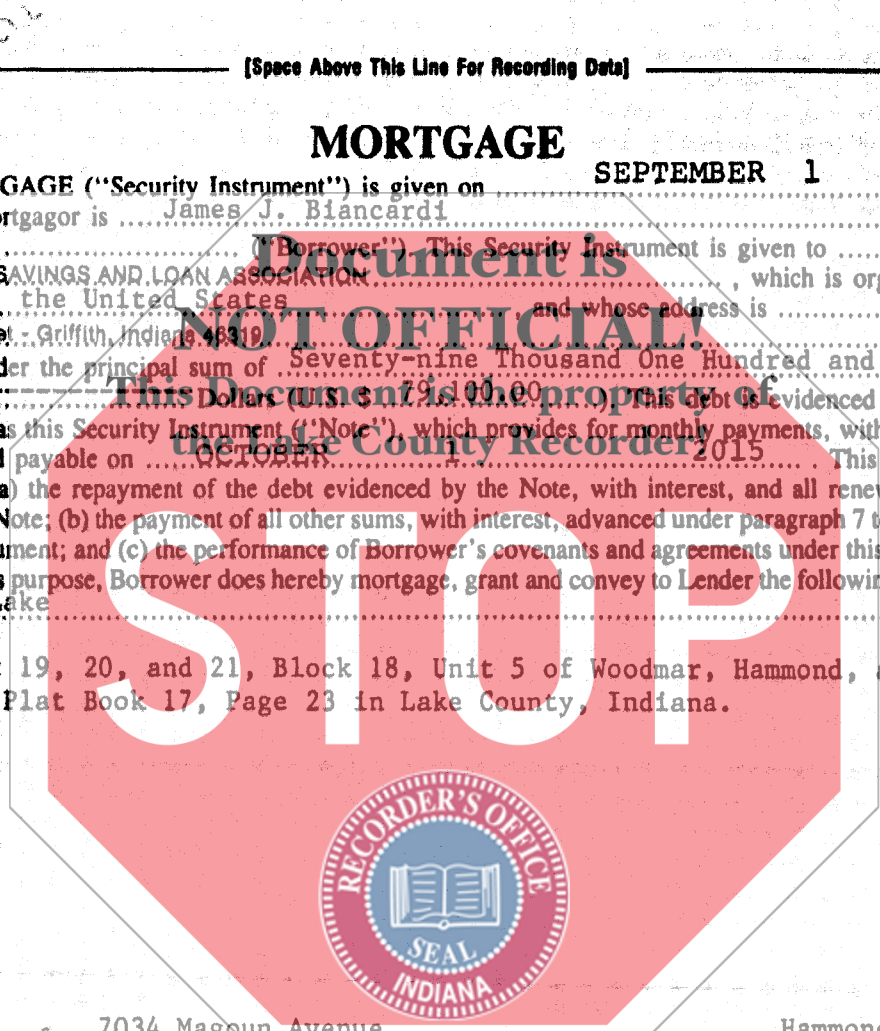 [Space Above This Line For Recording Data]
MORTGAGE
GAGE ("Security Instrument") is given on SEPTEMBER 1
rtgagor is James J. Biancardi
("Borrower"). This Security Instrument is given to
Document is
SAVINGS AND LOAN ASSOCIATION , which is org
the United States and whose address is
NOT OFFICIAL!
- Griffith, Indiana 46319
er the principal sum of Seventy-nine Thousand One Hundred and
This Document is the property of
Dollars (U.S. $ 79,100.00 ). This debt is evidenced
as this Security Instrument ("Note"), which provides for monthly payments, with
the Lake County Recorder!
payable on OCTOBER 1 2015 This
a) the repayment of the debt evidenced by the Note, with interest, and all renew
Note; (b) the payment of all other sums, with interest, advanced under paragraph 7 t
ument; and (c) the performance of Borrower's covenants and agreements under this
purpose, Borrower does hereby mortgage, grant and convey to Lender the followin
Lake
STOP
19, 20, and 21, Block 18, Unit 5 of Woodmar, Hammond,
Plat Book 17, Page 23 in Lake County, Indiana.
RECORDER'S OFFICE
SEAL
INDIANA
7034 Magoun Avenue Hammon